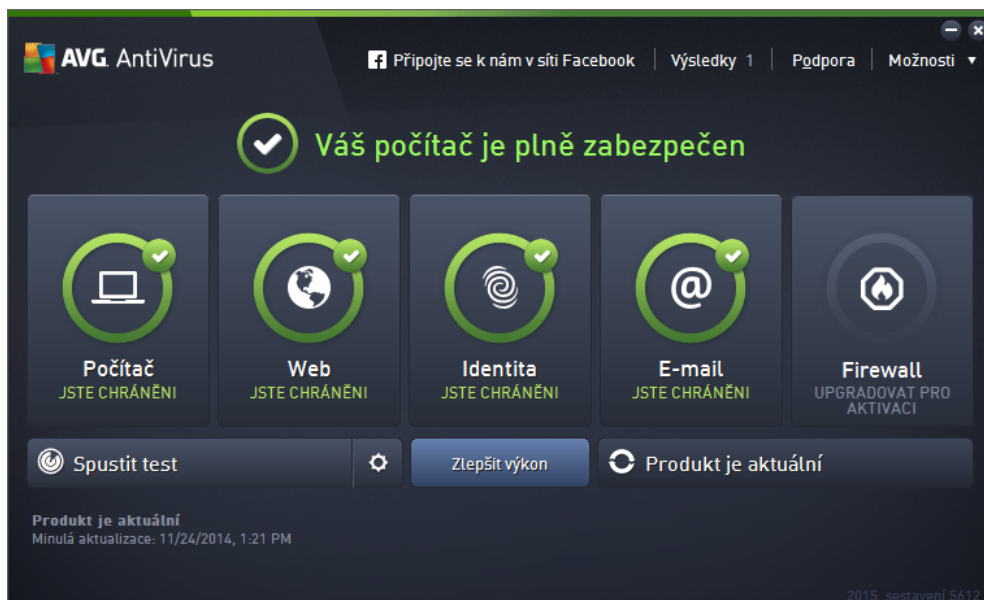 AVG. AntiVirus
Připojte se k nám v síti Facebook
Výsledky 1
Podpora
Možnosti
Váš počítač je plně zabezpečen
Počítač
JSTE CHRÁNĚNI
Web
JSTE CHRÁNĚNI
Identita
JSTE CHRÁNĚNI
E-mail
JSTE CHRÁNĚNI
Firewall
UPGRADOVAT PRO
AKTIVACI
Spustit test
Zlepšit výkon
Produkt je aktuální
Produkt je aktuální
Minulá aktualizace: 11/24/2014, 1:21 PM
2015 sestavení 5612